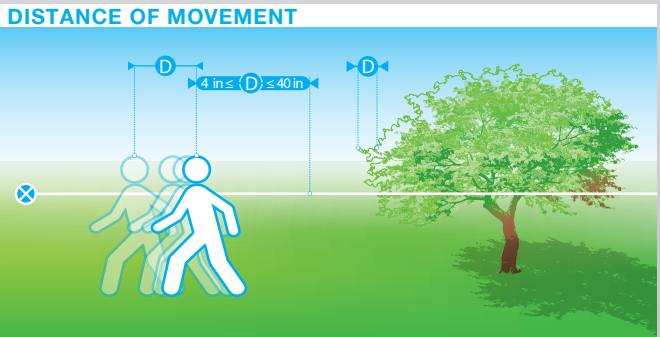 DISTANCE OF MOVEMENT
D
D
4 in ≤ D ≤ 40 in